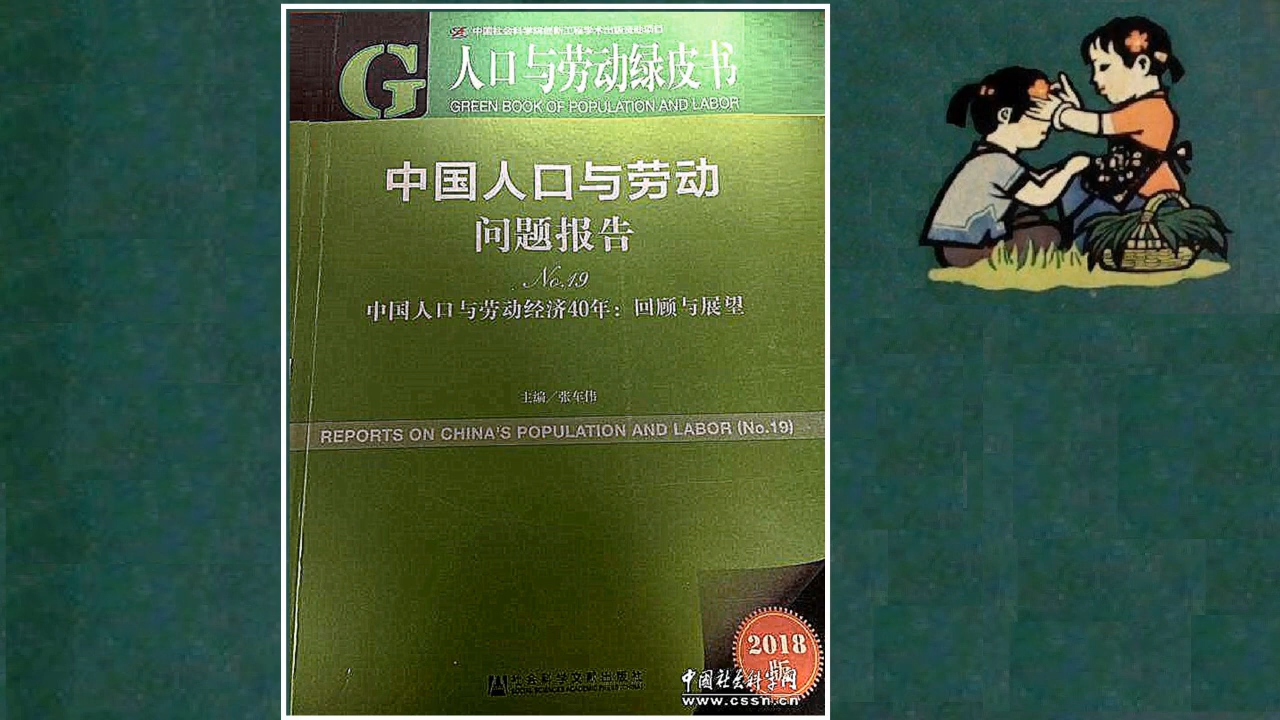 中国社会科学院创新工程学术出版资助项目
G
人口与劳动绿皮书
GREEN BOOK OF POPULATION AND LABOR
中国人口与劳动
问题报告
No.19
中国人口与劳动经济40年：回顾与展望
主编／张车伟
REPORTS ON CHINA'S POPULATION AND LABOR (No.19)
2018
版
社会科学文献出版社
SOCIAL SCIENCES ACADEMIC PRESS (CHINA)
中国社会科学网
www.cssn.cn